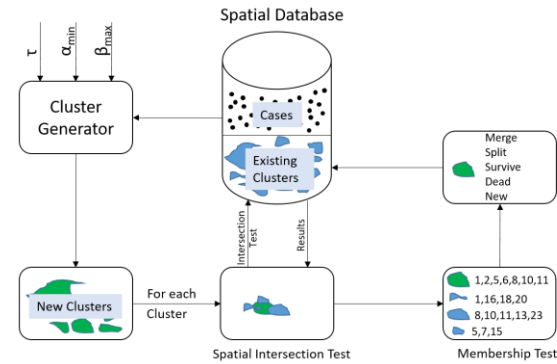 Spatial Database
τ
α_min
β_max
Cluster
Generator
Cases
Existing
Clusters
Merge
Split
Survive
Dead
New
Intersection
Test
Results
New Clusters
For each
Cluster
1,2,5,6,8,10,11
1,16,18,20
8,10,11,13,23
5,7,15
Spatial Intersection Test
Membership Test